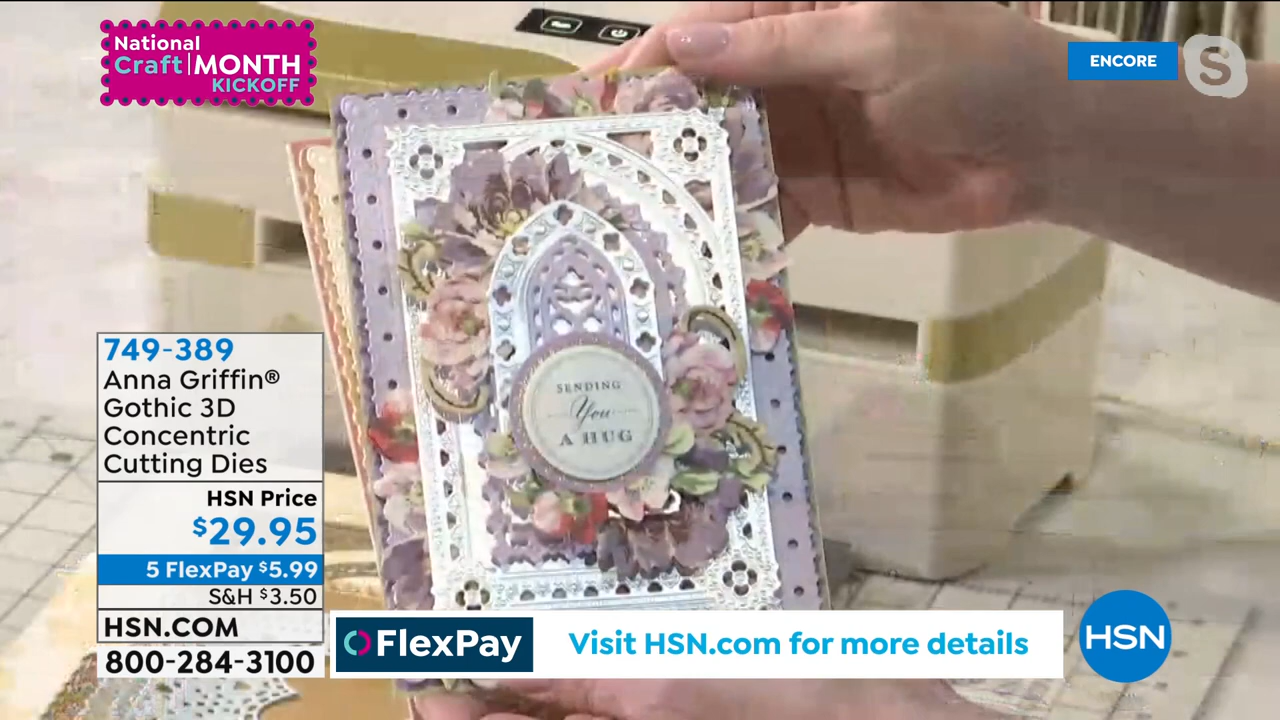 National
Craft MONTH
KICKOFF
ENCORE
S
SENDING
You
A HUG
749-389
Anna Griffin®
Gothic 3D
Concentric
Cutting Dies
HSN Price
$29.95
5 FlexPay $5.99
S&H $3.50
HSN.COM
800-284-3100
FlexPay
Visit HSN.com for more details
HSN